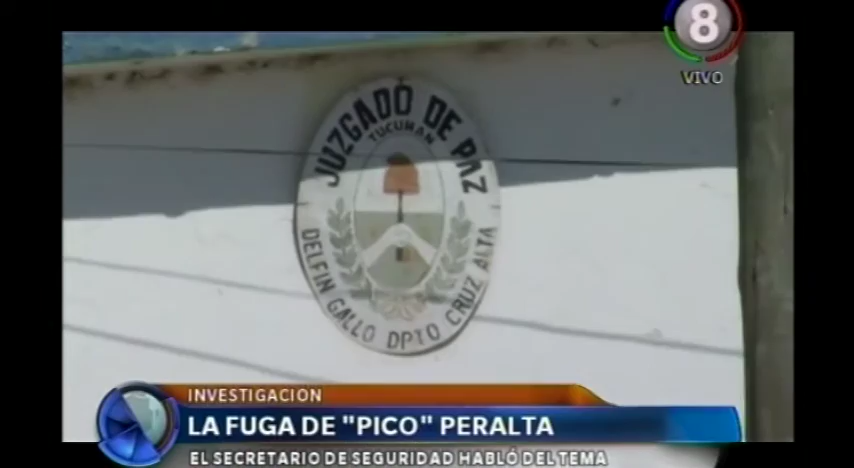 8
VIVO
JUZGADO DE PAZ
TUCUMAN
DELFIN GALLO DPTO CRUZ ALTA
INVESTIGACION
LA FUGA DE "PICO" PERALTA
EL SECRETARIO DE SEGURIDAD HABLÓ DEL TEMA